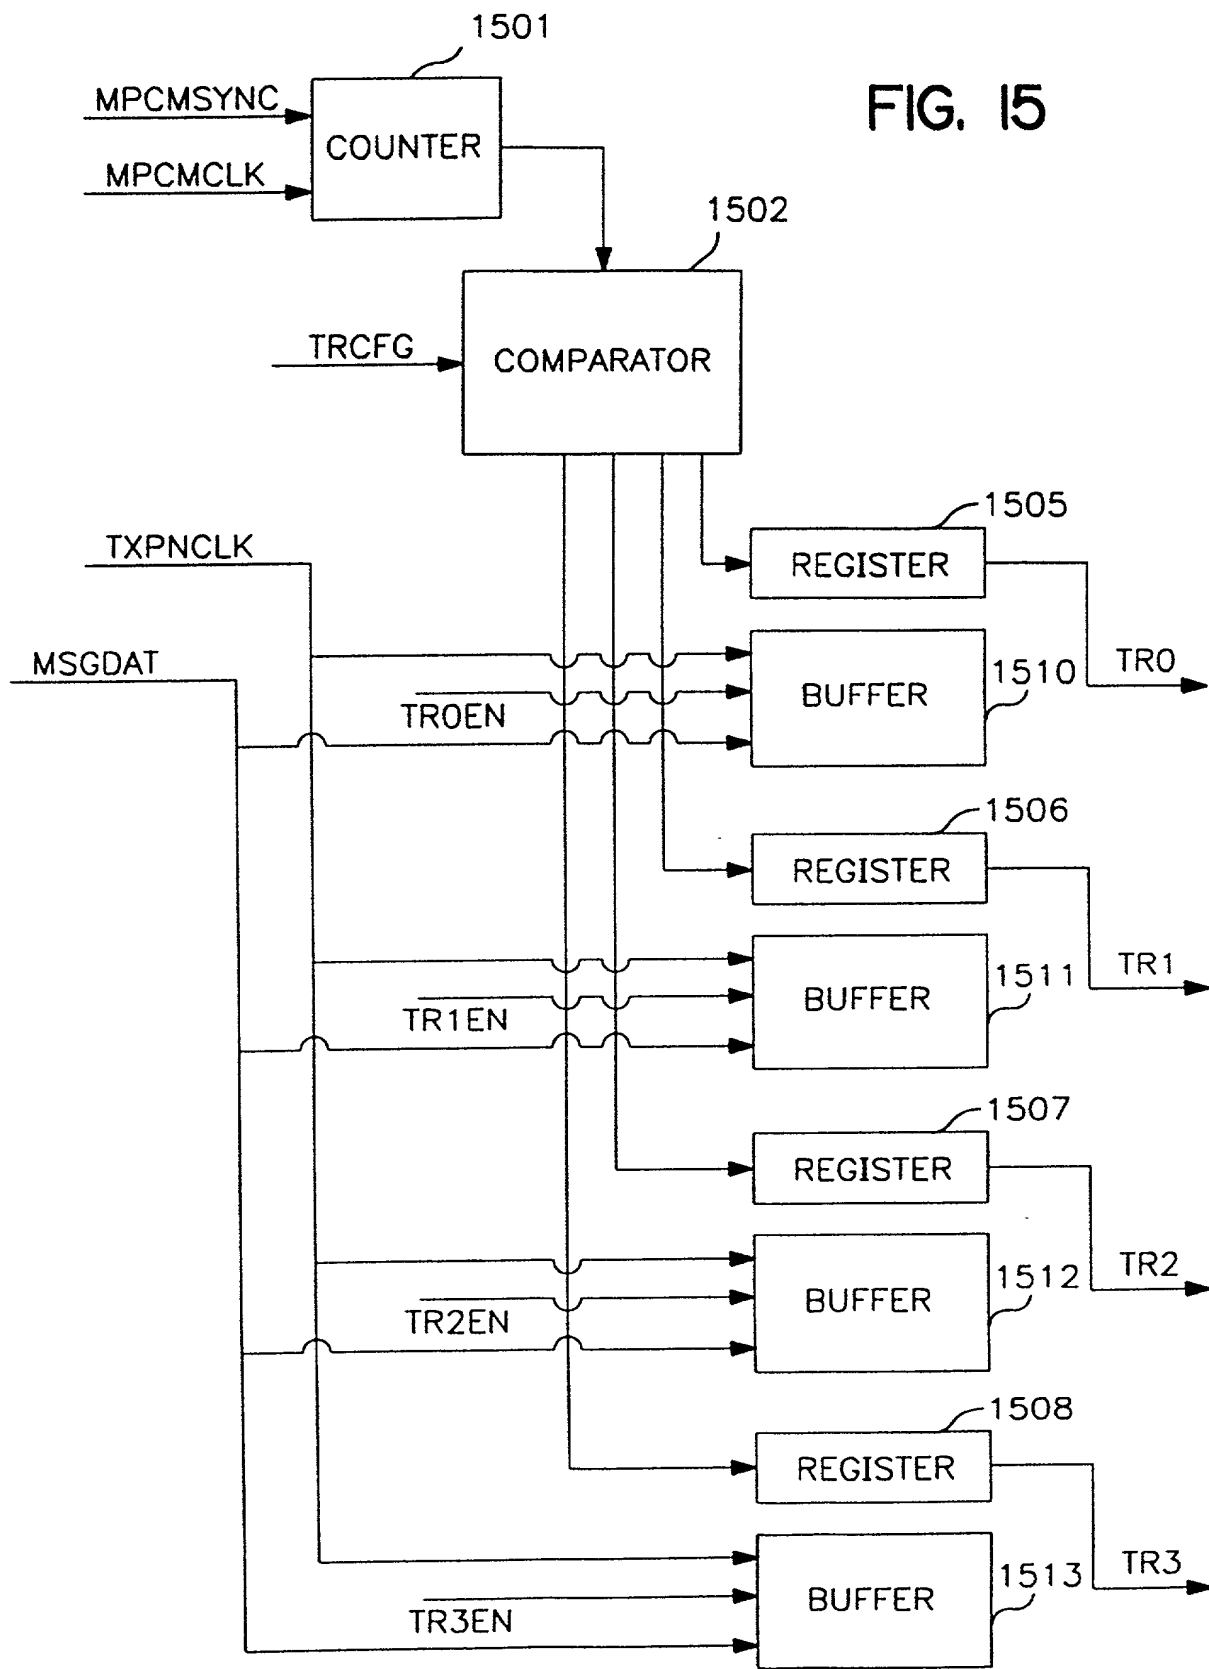 1501
FIG. 15
MPCMSYNC
COUNTER
MPCMCLK
1502
TRCFG
COMPARATOR
1505
TXPNCLK
REGISTER
MSGDAT
TR0
1510
BUFFER
TR0EN
1506
REGISTER
TR1
1511
BUFFER
TR1EN
1507
REGISTER
TR2
1512
BUFFER
TR2EN
1508
REGISTER
TR3
1513
BUFFER
TR3EN